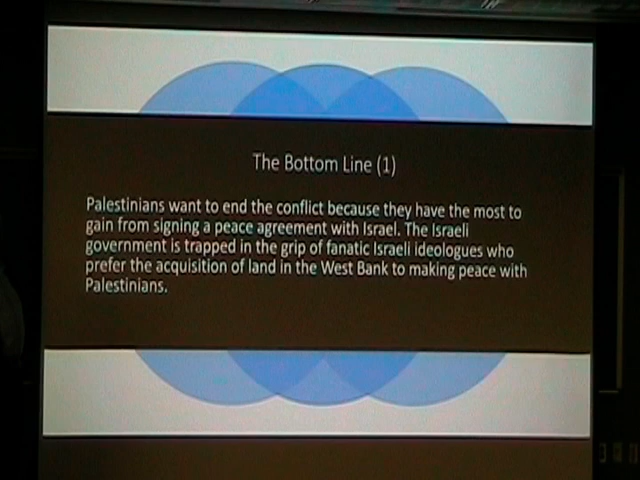 The Bottom Line (1)
Palestinians want to end the conflict because they have the most to
gain from signing a peace agreement with Israel. The Israeli
government is trapped in the grip of fanatic Israeli ideologues who
prefer the acquisition of land in the West Bank to making peace with
Palestinians.